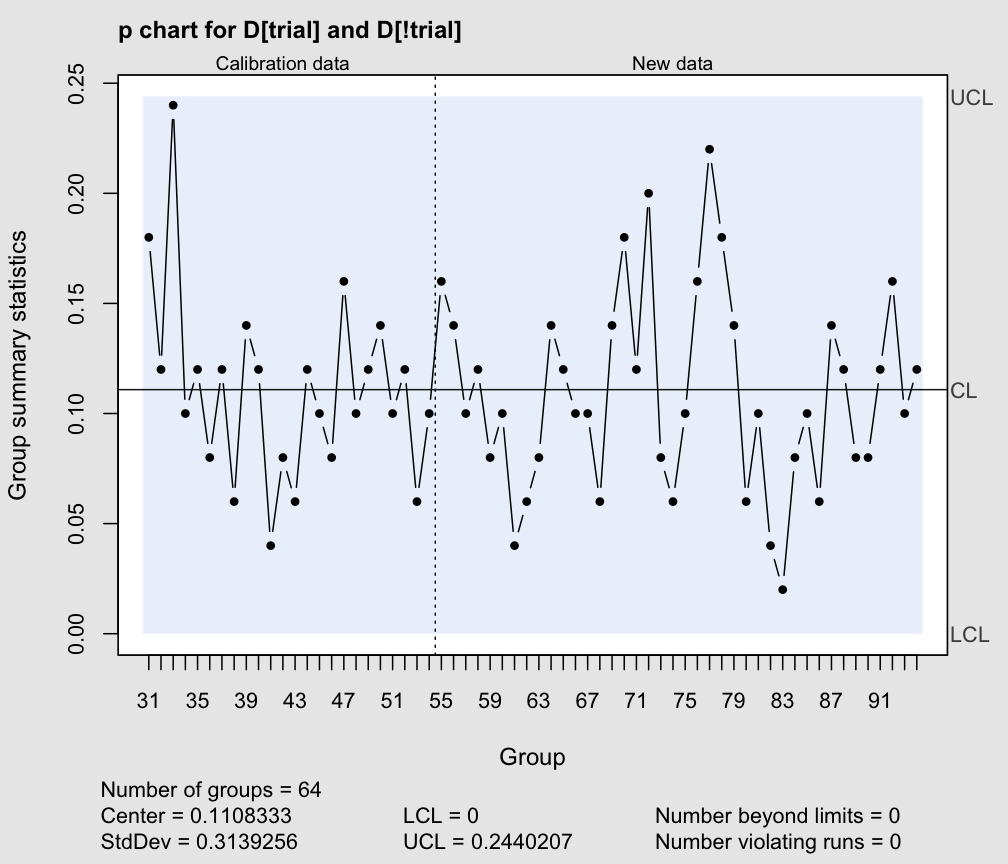 p chart for D[trial] and D[!trial]
Calibration data
New data
0.25
0.20
0.15
0.10
0.05
0.00
Group summary statistics
UCL
CL
LCL
31 35 39 43 47 51 55 59 63 67 71 75 79 83 87 91
Group
Number of groups = 64
Center = 0.1108333
StdDev = 0.3139256
LCL = 0
UCL = 0.2440207
Number beyond limits = 0
Number violating runs = 0